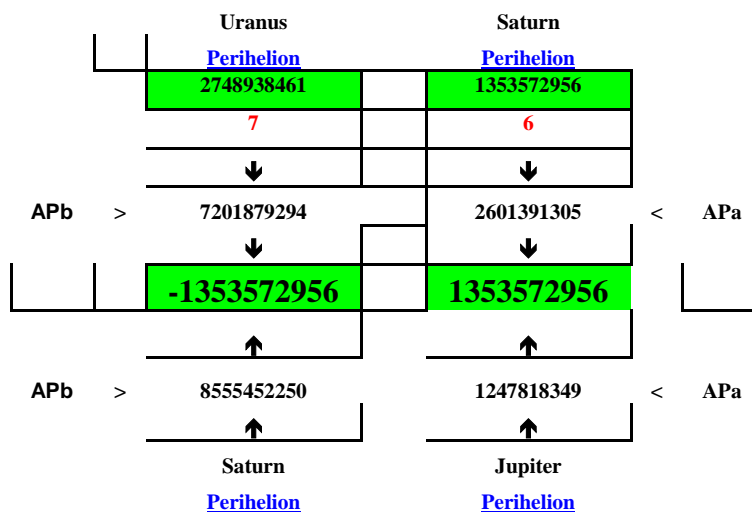 Uranus Saturn
Perihelion Perihelion
2748938461 1353572956
7 6
APb > 7201879294 2601391305 < APa
-1353572956 1353572956
APb > 8555452250 1247818349 < APa
Saturn Jupiter
Perihelion Perihelion